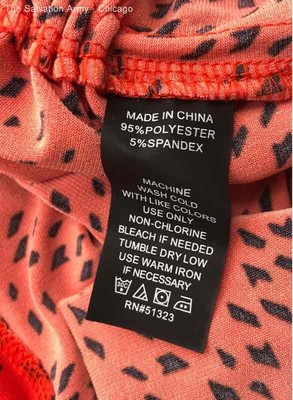 The Salvation Army - Chicago
MADE IN CHINA
95%POLYESTER
5%SPANDEX
MACHINE
WASH COLD
WITH LIKE COLORS
USE ONLY
NON-CHLORINE
BLEACH IF NEEDED
TUMBLE DRY LOW
USE WARM IRON
IF NECESSARY
RN#51323